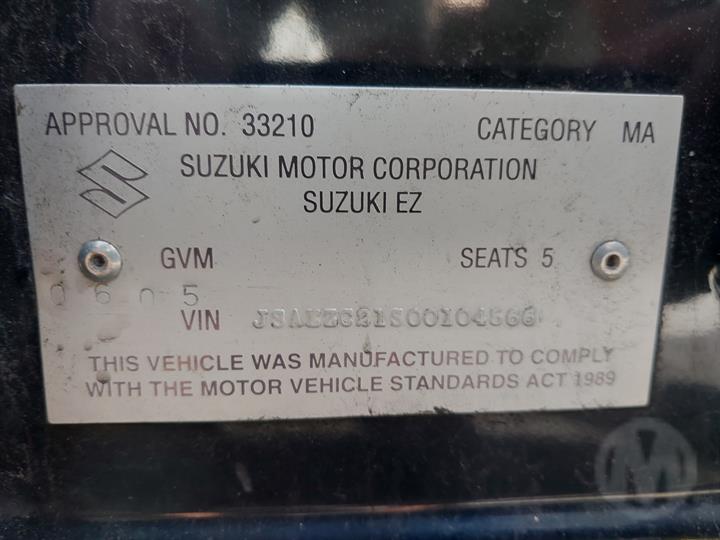 APPROVAL NO. 33210 CATEGORY MA
SUZUKI MOTOR CORPORATION
SUZUKI EZ
GVM SEATS 5
0605
VIN
THIS VEHICLE WAS MANUFACTURED TO COMPLY
WITH THE MOTOR VEHICLE STANDARDS ACT 1989
M